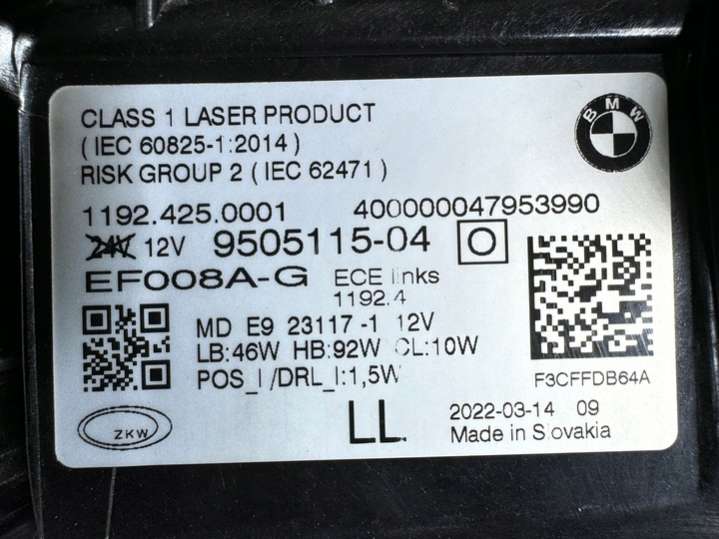 CLASS 1 LASER PRODUCT
( IEC 60825-1:2014 )
RISK GROUP 2 ( IEC 62471 )
BMW
1192.425.0001 400000047953990
24V 12V 9505115-04 O
EF008A-G ECE links
1192.4
MD E9 23117 -1 12V
LB:46W HB:92W CL:10W
POS_I /DRL_I:1,5W
F3CFFDB64A
ZKW
LL
2022-03-14 09
Made in Slovakia